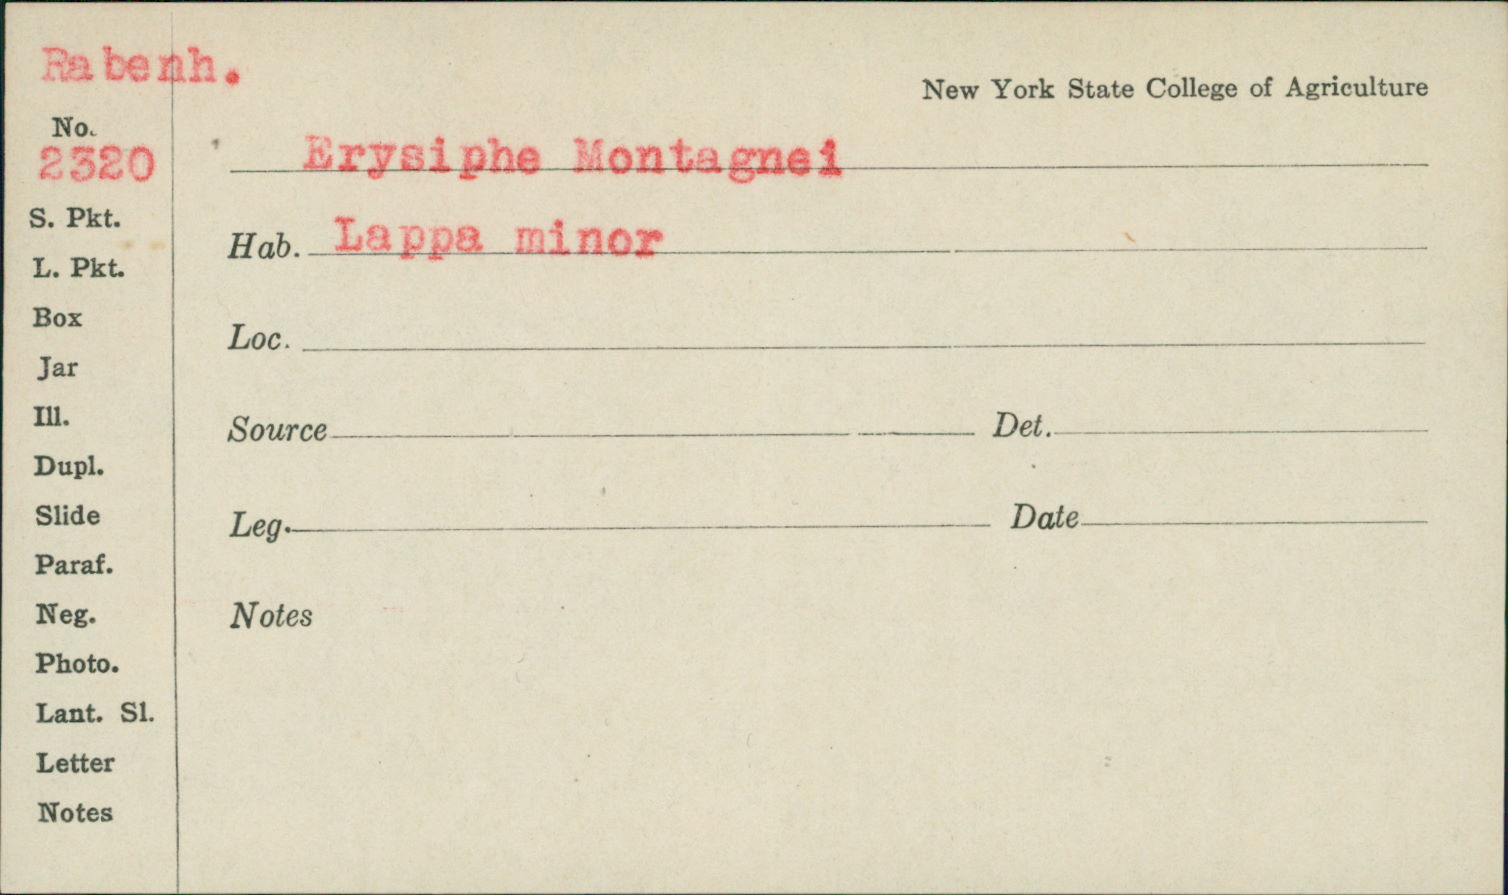 Rabenh.
New York State College of Agriculture
No.
2320
Erysiphe Montagnei
S. Pkt.
Hab. Lappa minor
L. Pkt.
Box
Loc.
Jar
Ill.
Source Det.
Dupl.
Slide
Leg. Date
Paraf.
Neg.
Notes
Photo.
Lant. Sl.
Letter
Notes